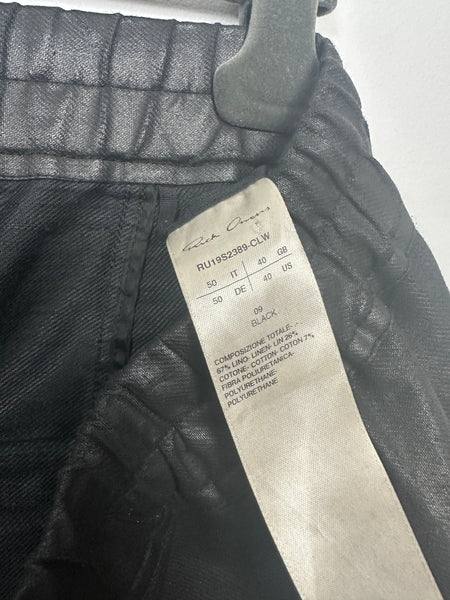 Rick Owens
RU19S2389-CLW
50 IT 40 GB
50 DE 40 US
09
BLACK
COMPOSIZIONE TOTALE-
67% LINO- LINEN- LIN 26%
COTONE- COTTON- COTON 7%
FIBRA POLIURETANICA-
POLYURETHANE-
POLYURETHANE